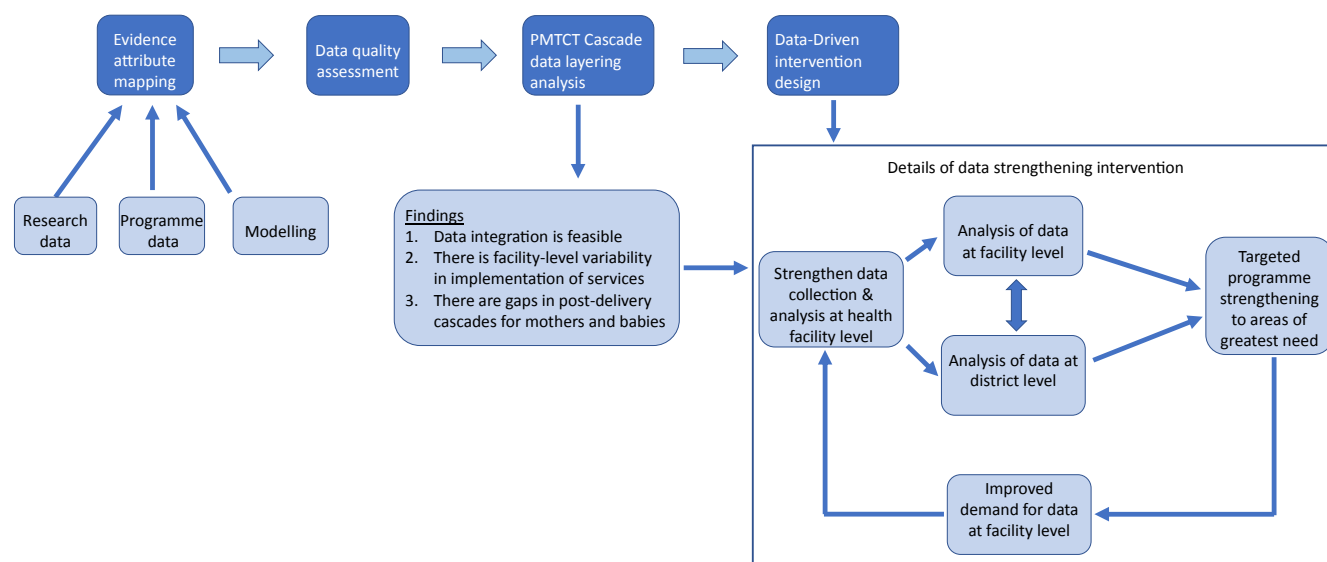 Evidence
attribute
mapping
Data quality
assessment
PMTCT Cascade
data layering
analysis
Data-Driven
intervention
design
Research
data
Programme
data
Modelling
Findings
1. Data integration is feasible
2. There is facility-level variability
in implementation of services
3. There are gaps in post-delivery
cascades for mothers and babies
Details of data strengthening intervention
Strengthen data
collection &
analysis at health
facility level
Analysis of data
at facility level
Analysis of data at
district level
Targeted
programme
strengthening
to areas of
greatest need
Improved
demand for data
at facility level